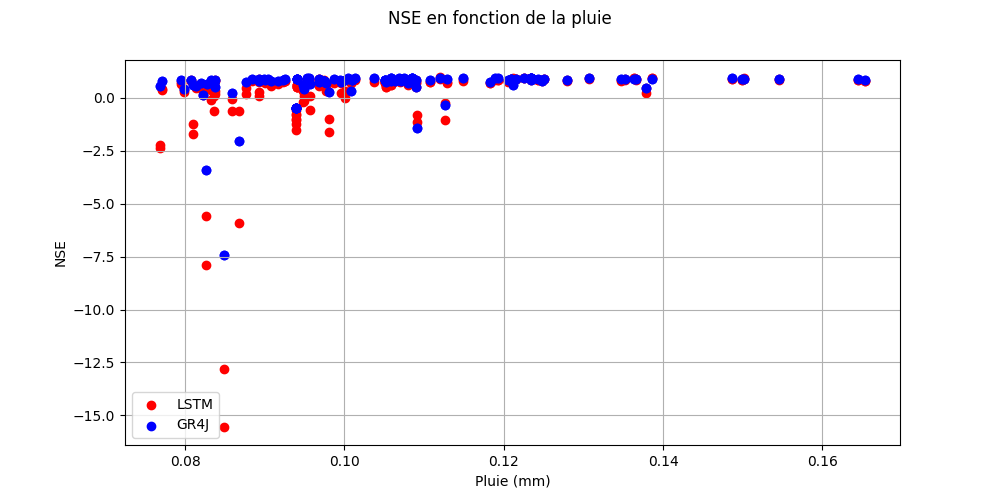 NSE en fonction de la pluie
0.0
−2.5
−5.0
−7.5
−10.0
−12.5
−15.0
NSE
LSTM
GR4J
0.08 0.10 0.12 0.14 0.16
Pluie (mm)